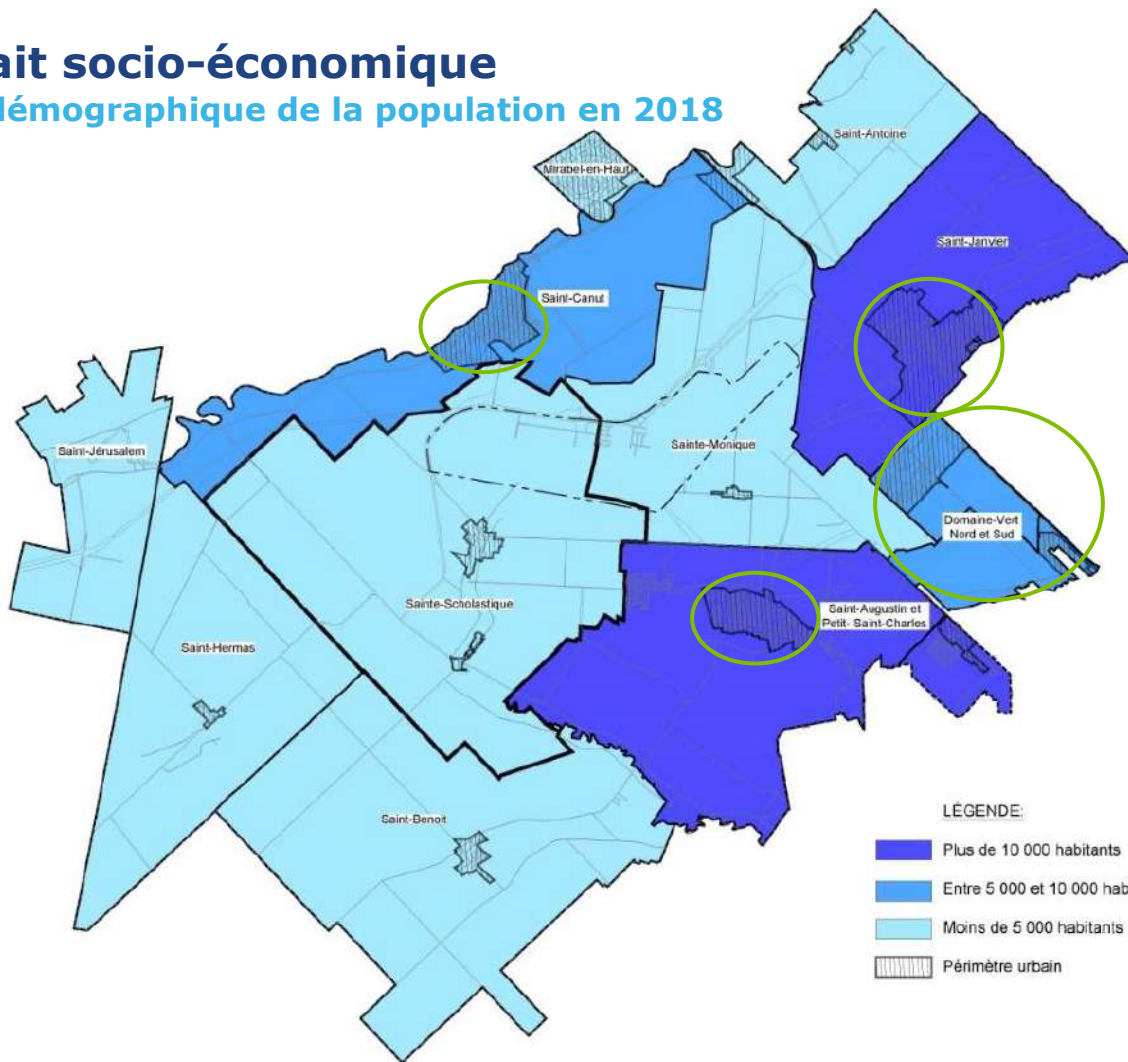 ait socio-économique
démographique de la population en 2018
Saint-Antoine
Mirabel-en-Haut
Saint-Janvier
Saint-Canut
Saint-Jérusalem
Sainte-Monique
Domaine-Vert
Nord et Sud
Sainte-Scholastique
Saint-Augustin et
Petit- Saint-Charles
Saint-Hermas
Saint-Benoit
LÉGENDE:
Plus de 10 000 habitants
Entre 5 000 et 10 000 hab
Moins de 5 000 habitants
Périmètre urbain